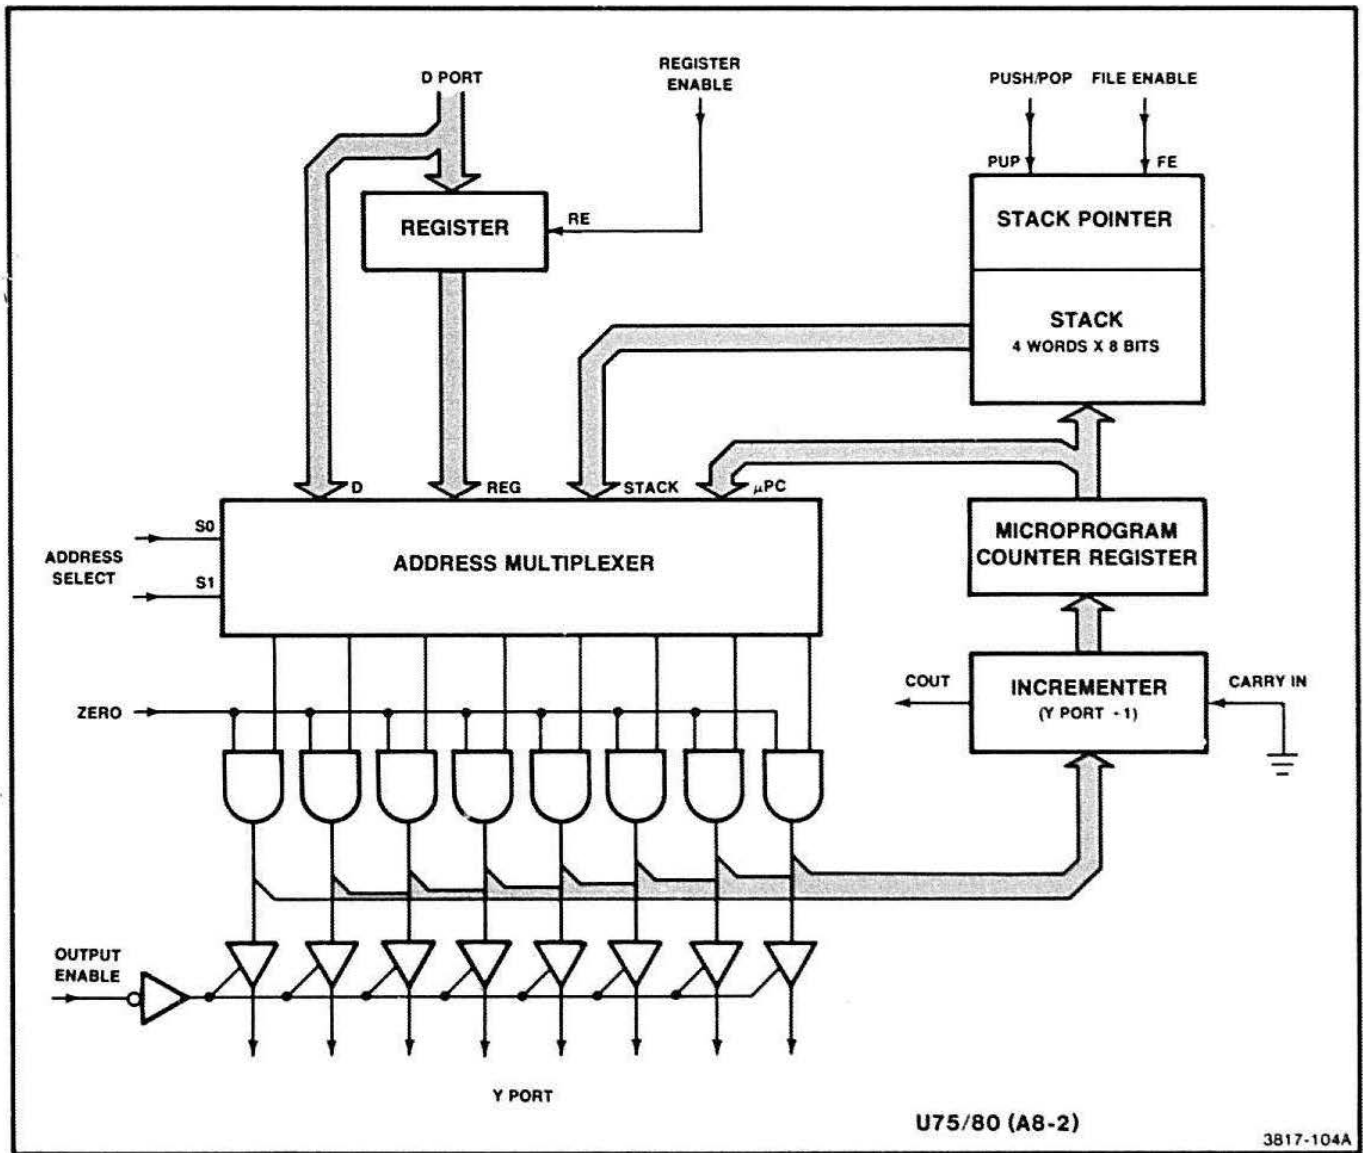 D PORT
REGISTER
ENABLE
PUSH/POP
FILE ENABLE
PUP
FE
REGISTER
RE
STACK POINTER
STACK
4 WORDS X 8 BITS
D
REG
STACK
μPC
S0
ADDRESS
SELECT
S1
ADDRESS MULTIPLEXER
MICROPROGRAM
COUNTER REGISTER
COUT
INCREMENTER
(Y PORT - 1)
CARRY IN
ZERO
OUTPUT
ENABLE
Y PORT
U75/80 (A8-2)
3817-104A